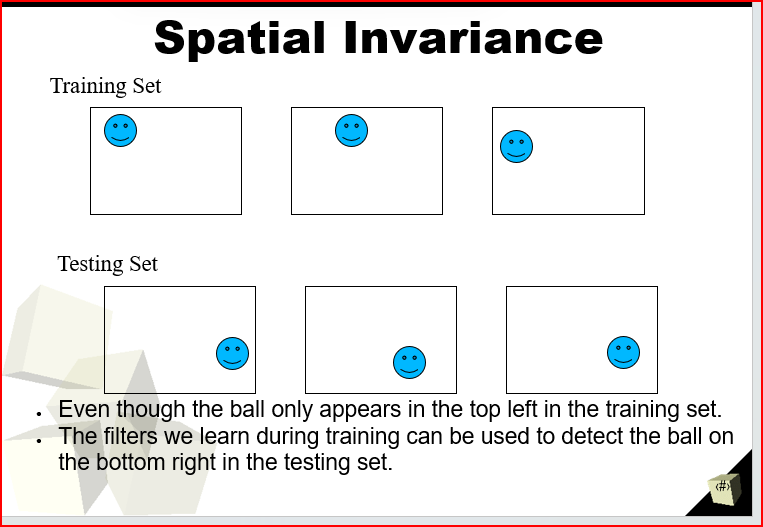 Spatial Invariance
Training Set
Testing Set
• Even though the ball only appears in the top left in the training set.
• The filters we learn during training can be used to detect the ball on
the bottom right in the testing set.
‹#›